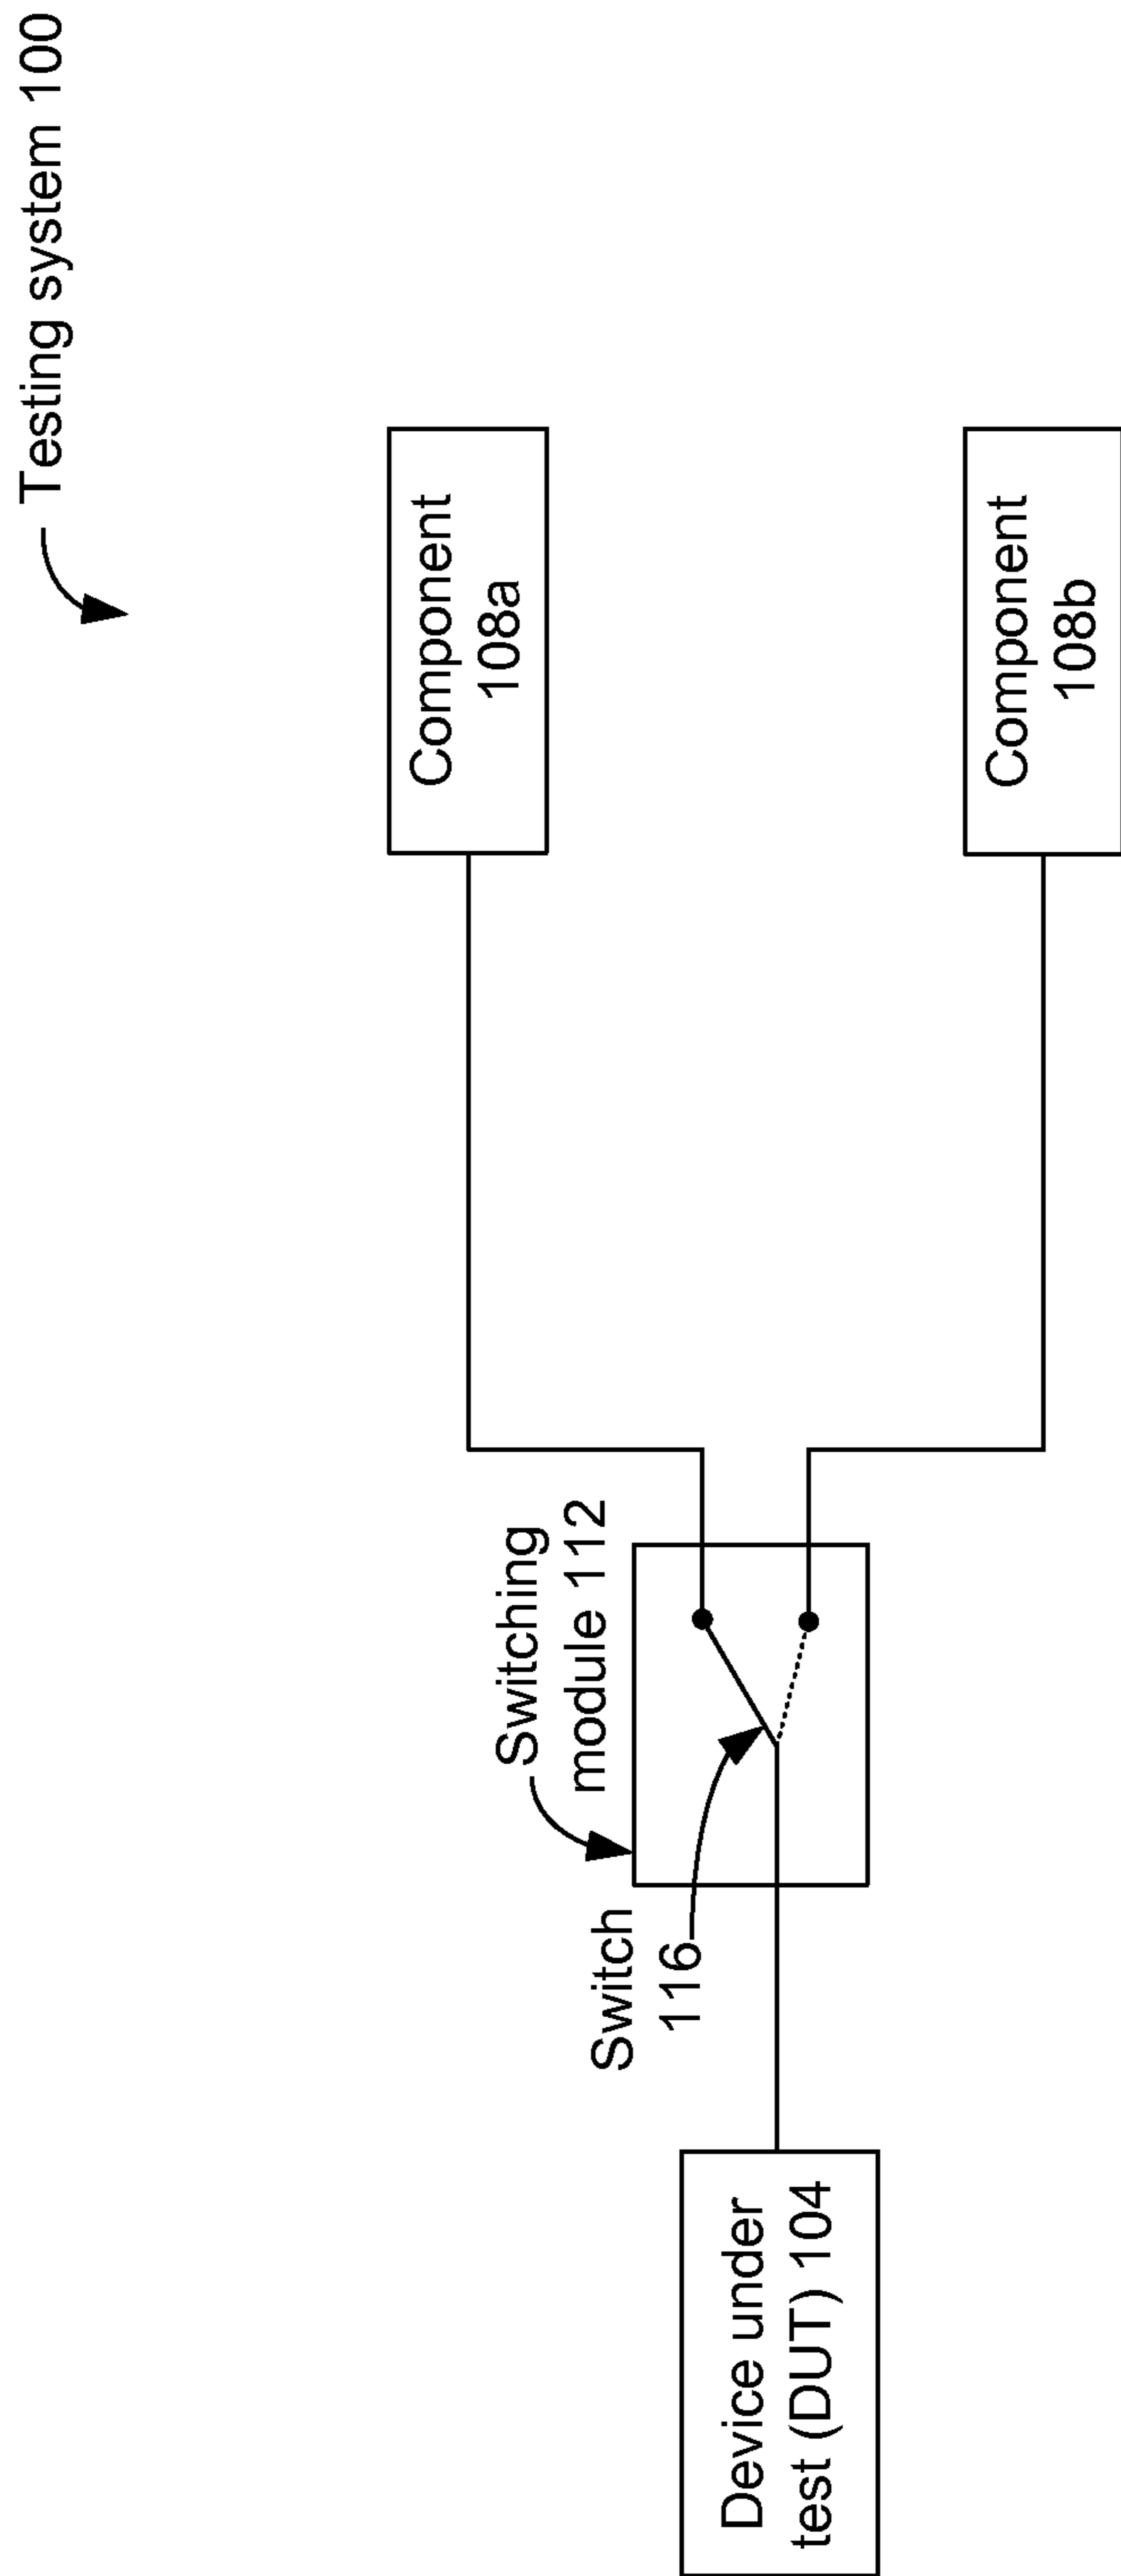 Testing system 100
Component
108a
Switching
module 112
Switch
116
Device under
test (DUT) 104
Component
108b